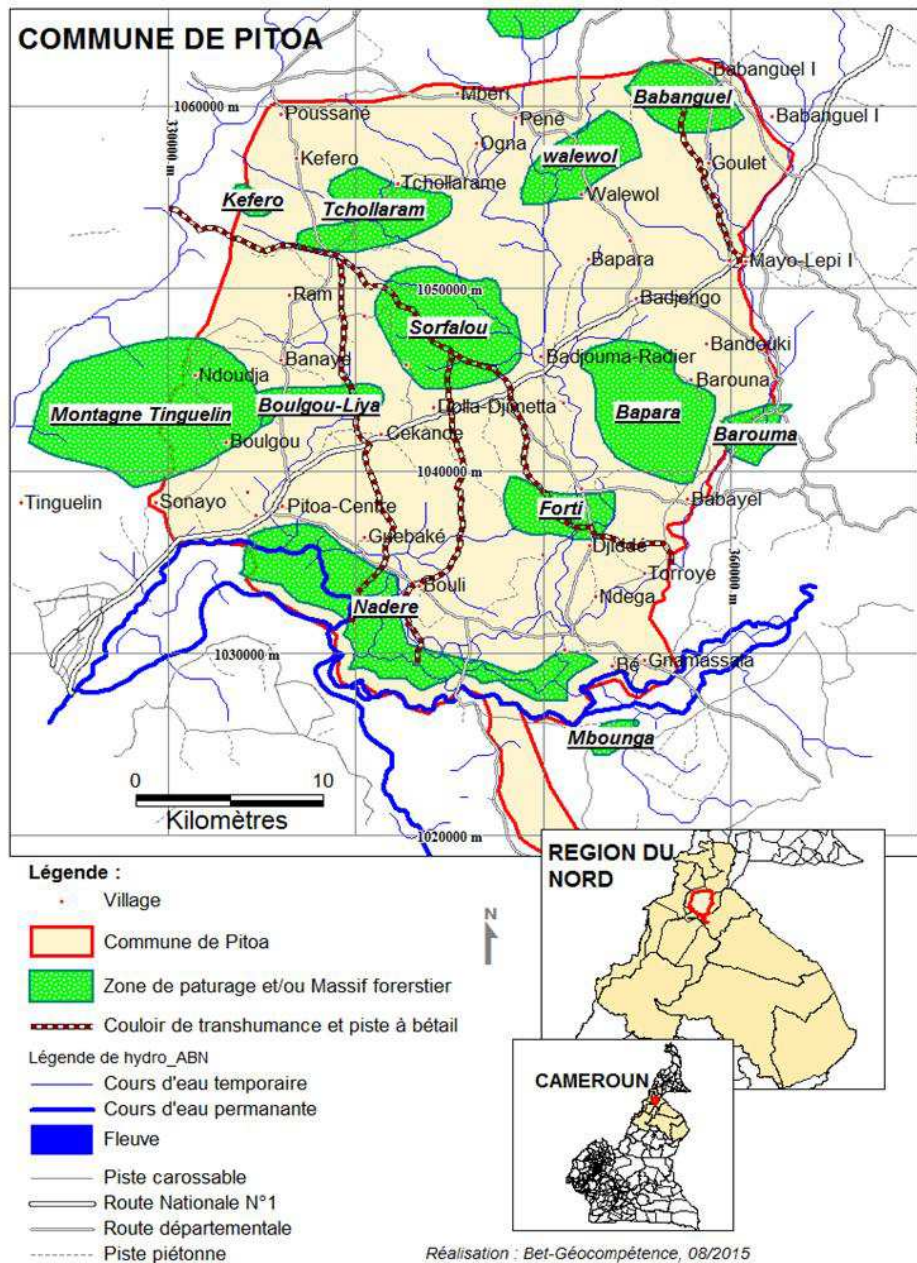 COMMUNE DE PITOA
Babanguel I
Mberi
Babanguel
1060000 m
Poussané
Pené
Babanguel I
330000 m
Ogna
walewol
Kefero
Goulet
Tchollarame
Kefero
Tchollaram
Walewol
Bapara
Mayo-Lepi I
Ram
1050000 m
Badjengo
Sorfalou
Bandouki
Banaye
Badjouma-Radier
Ndoudja
Barouna
Montagne Tinguelin
Boulgou-Liya
Dolla-Djimetta
Bapara
Barouma
Boulgou
Cekande
1040000 m
Tinguelin
Sonayo
Pitoa-Centre
Forti
Babayel
Guebaké
Djiddé
360000 m
Bouli
Torroye
Nadere
Ndega
1030000 m
Ré
Gnamassala
Mbounga
0 10
Kilomètres
1020000 m
Légende :
Village
Commune de Pitoa
Zone de paturage et/ou Massif forerstier
Couloir de transhumance et piste à bétail
Légende de hydro_ABN
Cours d'eau temporaire
Cours d'eau permanante
Fleuve
Piste carossable
Route Nationale N°1
Route départementale
Piste piétonne
N
REGION DU
NORD
CAMEROUN
Réalisation : Bet-Géocompétence, 08/2015